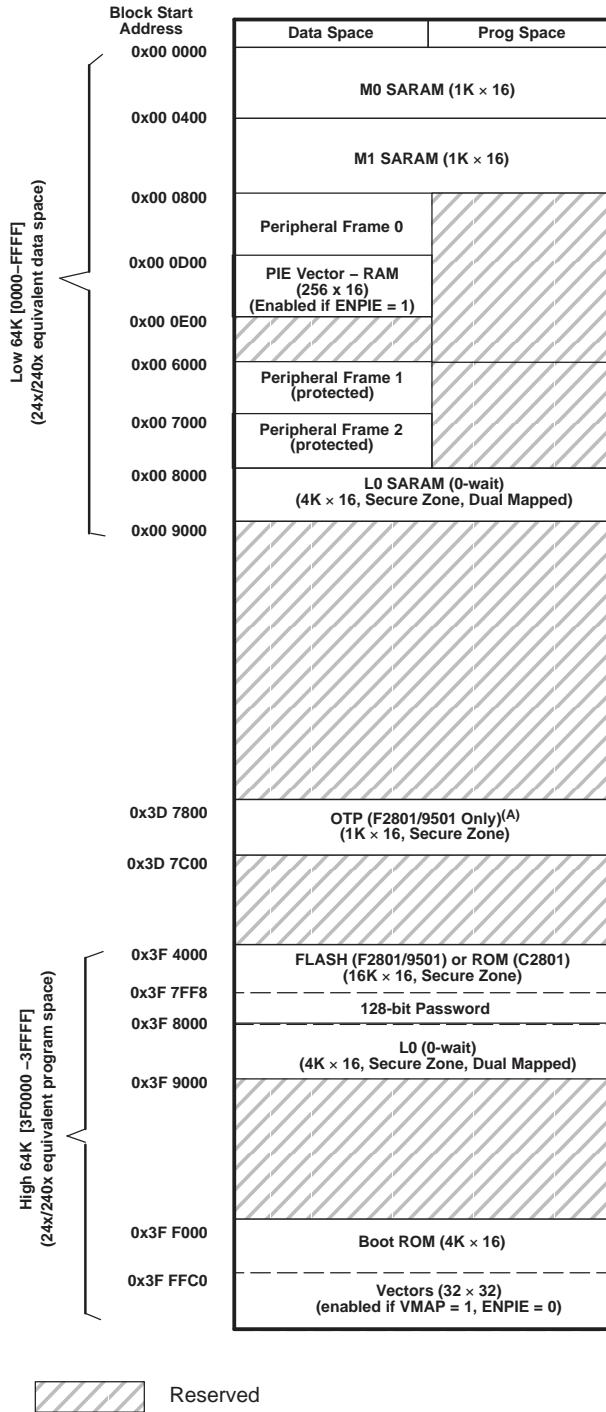 Block Start
Address
Data Space
Prog Space
0x00 0000
M0 SARAM (1K × 16)
0x00 0400
M1 SARAM (1K × 16)
0x00 0800
Peripheral Frame 0
0x00 0D00
PIE Vector – RAM
(256 x 16)
(Enabled if ENPIE = 1)
0x00 0E00
0x00 6000
Peripheral Frame 1
(protected)
0x00 7000
Peripheral Frame 2
(protected)
0x00 8000
L0 SARAM (0-wait)
(4K × 16, Secure Zone, Dual Mapped)
0x00 9000
Low 64K [0000–FFFF]
(24x/240x equivalent data space)
0x3D 7800
OTP (F2801/9501 Only)(A)
(1K × 16, Secure Zone)
0x3D 7C00
0x3F 4000
FLASH (F2801/9501) or ROM (C2801)
(16K × 16, Secure Zone)
0x3F 7FF8
128-bit Password
0x3F 8000
L0 (0-wait)
(4K × 16, Secure Zone, Dual Mapped)
0x3F 9000
High 64K [3F0000 –3FFFF]
(24x/240x equivalent program space)
0x3F F000
Boot ROM (4K × 16)
0x3F FFC0
Vectors (32 × 32)
(enabled if VMAP = 1, ENPIE = 0)
Reserved